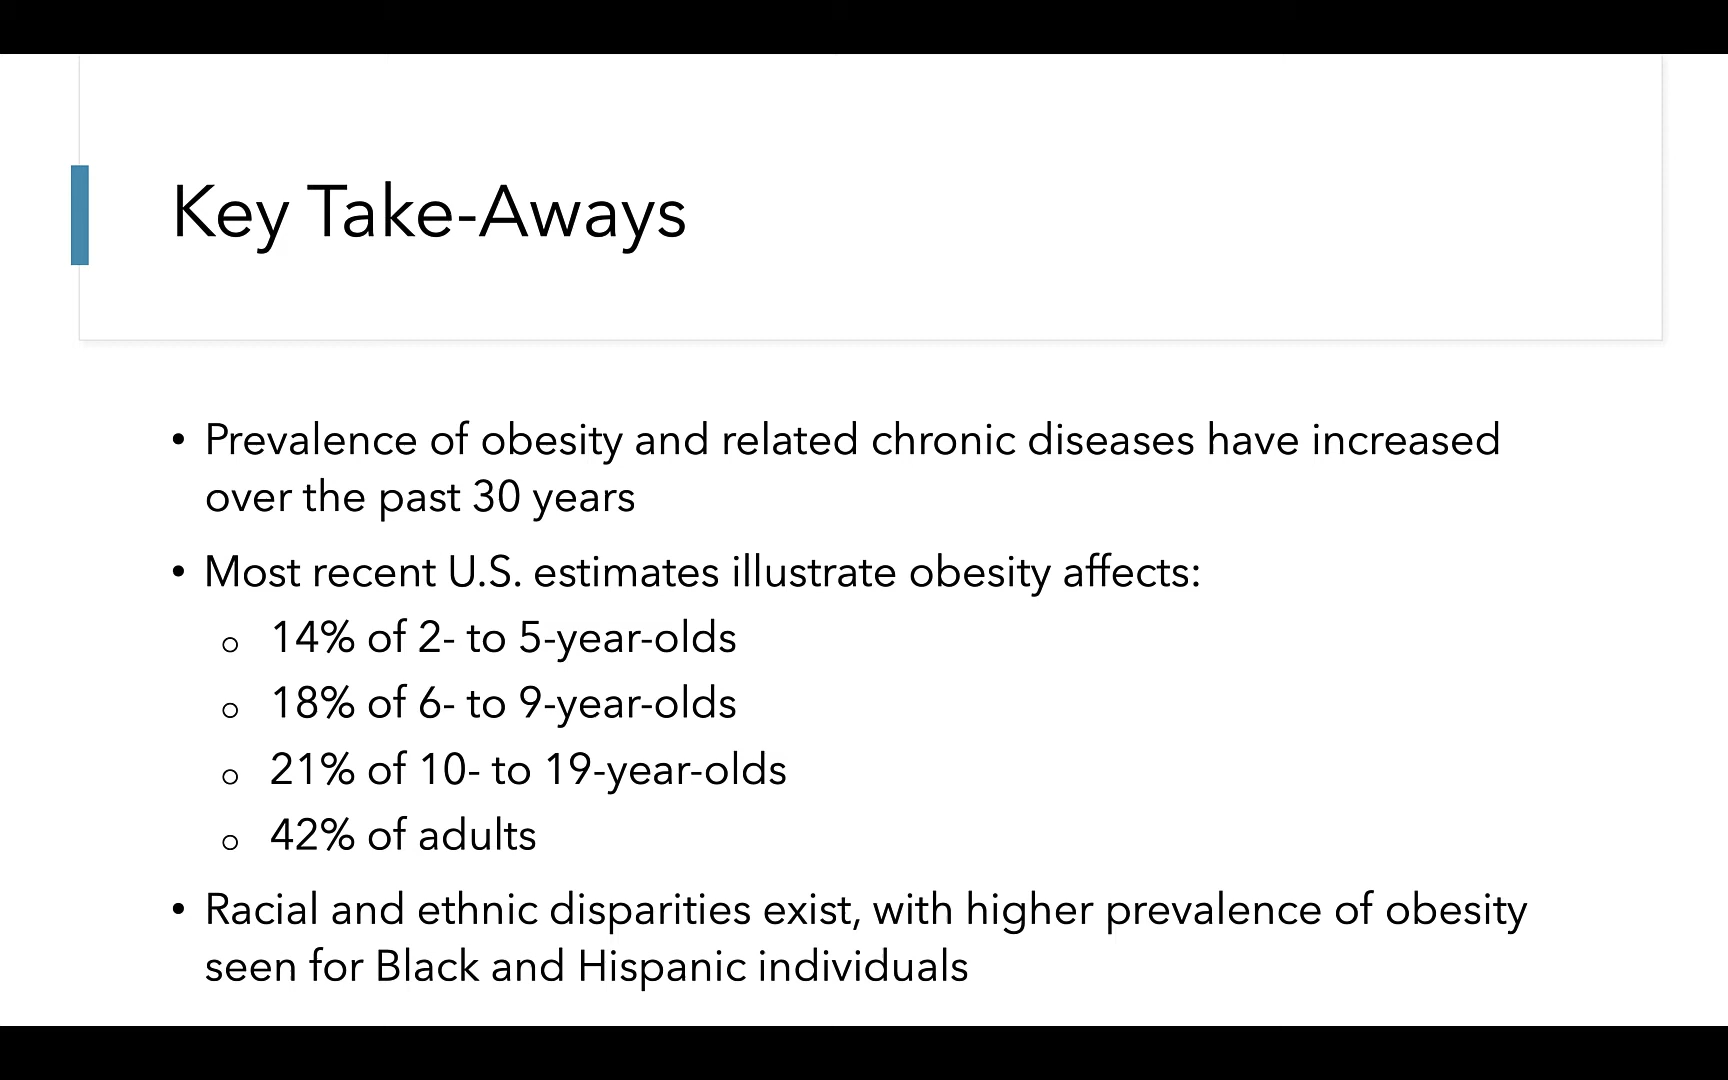 Key Take-Aways
• Prevalence of obesity and related chronic diseases have increased
over the past 30 years
• Most recent U.S. estimates illustrate obesity affects:
o 14% of 2- to 5-year-olds
o 18% of 6- to 9-year-olds
o 21% of 10- to 19-year-olds
o 42% of adults
• Racial and ethnic disparities exist, with higher prevalence of obesity
seen for Black and Hispanic individuals